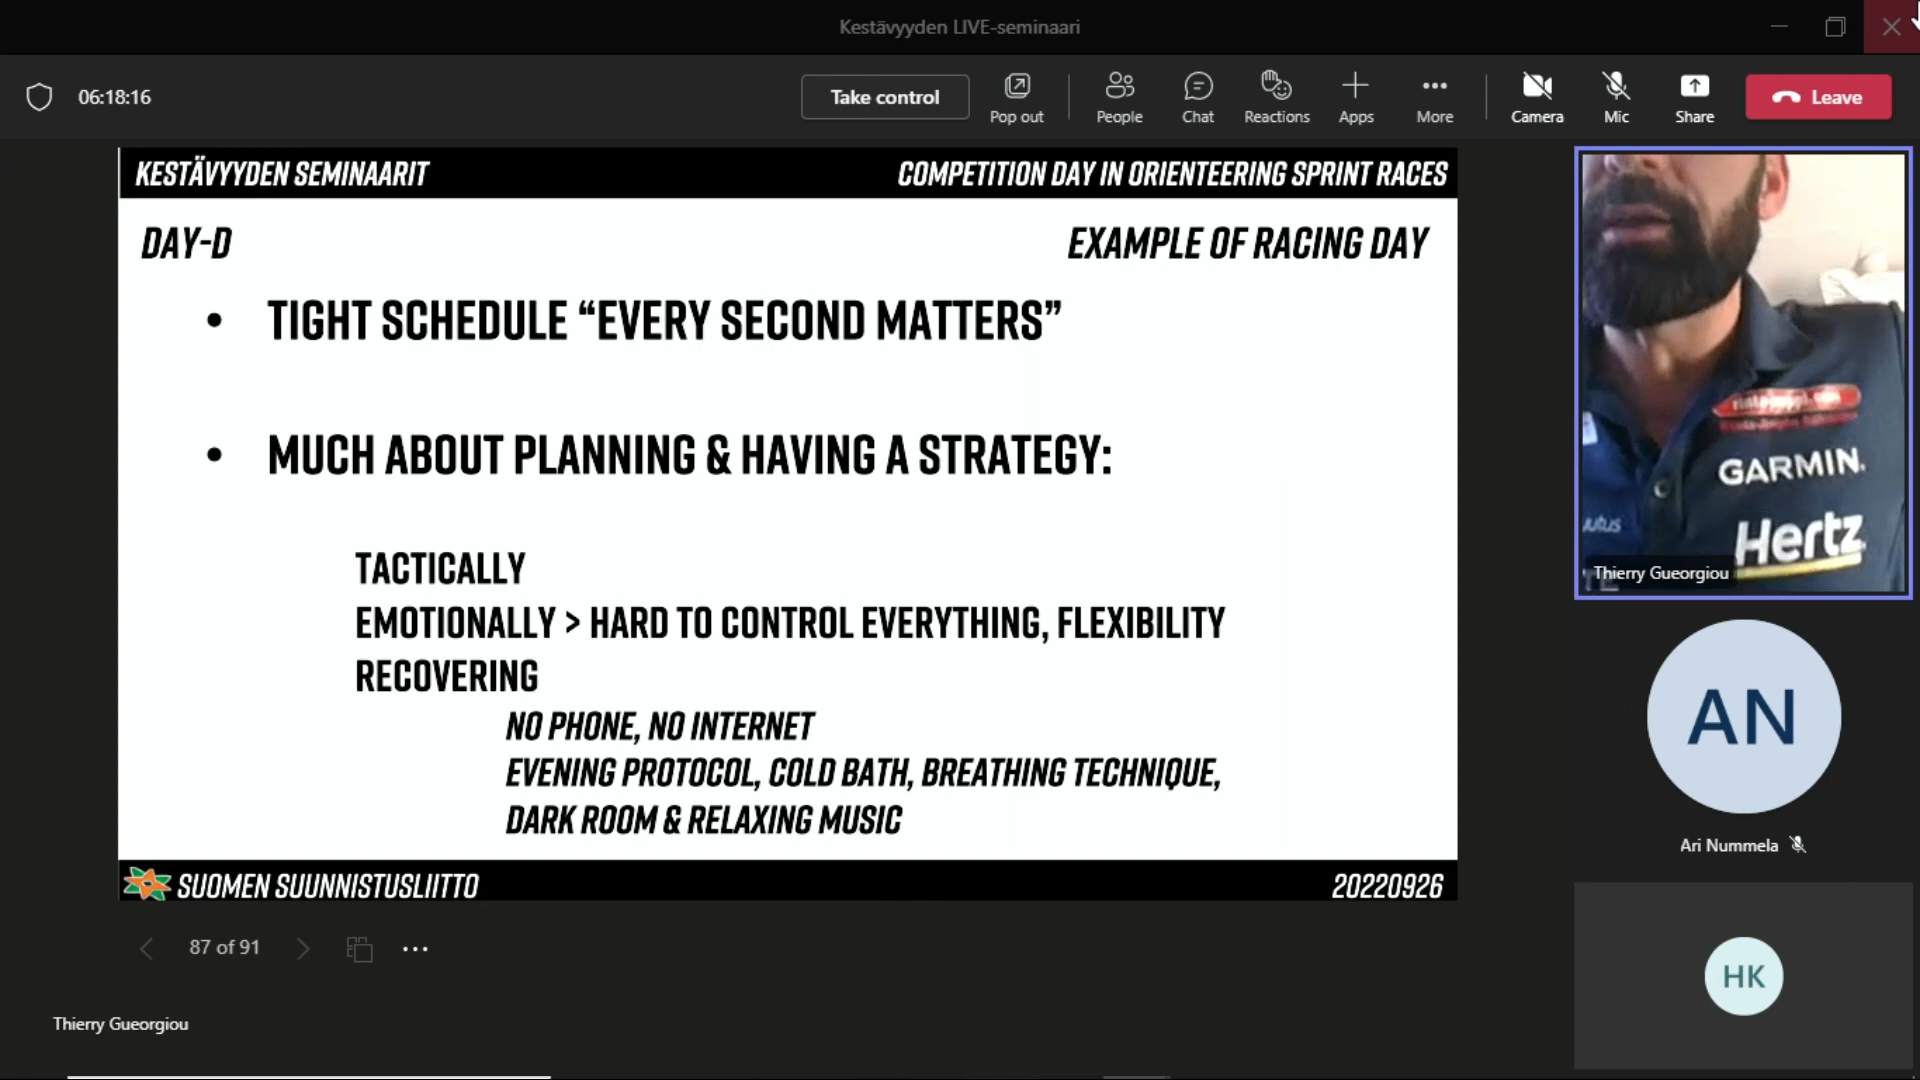 Kestävyyden LIVE-seminaari
06:18:16
Take control
Pop out
People
Chat
Reactions
Apps
More
Camera
Mic
Share
Leave
KESTÄVYYDEN SEMINAARIT
COMPETITION DAY IN ORIENTEERING SPRINT RACES
DAY-D
EXAMPLE OF RACING DAY
• TIGHT SCHEDULE “EVERY SECOND MATTERS”
• MUCH ABOUT PLANNING & HAVING A STRATEGY:
TACTICALLY
EMOTIONALLY > HARD TO CONTROL EVERYTHING, FLEXIBILITY
RECOVERING
NO PHONE, NO INTERNET
EVENING PROTOCOL, COLD BATH, BREATHING TECHNIQUE,
DARK ROOM & RELAXING MUSIC
SUOMEN SUUNNISTUSLIITTO
20220926
87 of 91
Thierry Gueorgiou
GARMIN.
Hertz
Thierry Gueorgiou
AN
Ari Nummela
HK